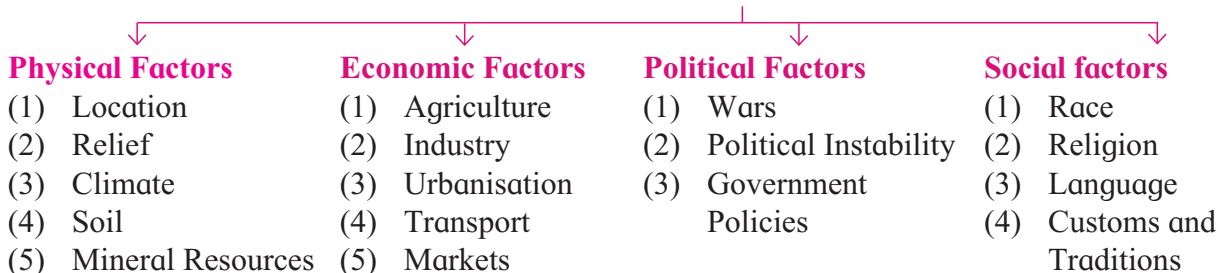 Physical Factors
(1) Location
(2) Relief
(3) Climate
(4) Soil
(5) Mineral Resources
Economic Factors
(1) Agriculture
(2) Industry
(3) Urbanisation
(4) Transport
(5) Markets
Political Factors
(1) Wars
(2) Political Instability
(3) Government
Policies
Social factors
(1) Race
(2) Religion
(3) Language
(4) Customs and
Traditions